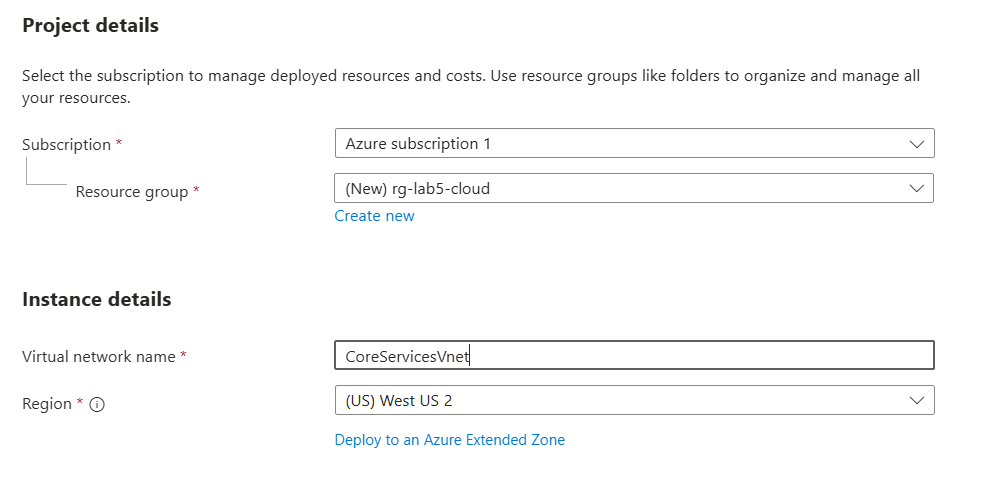 Project details
Select the subscription to manage deployed resources and costs. Use resource groups like folders to organize and manage all
your resources.
Subscription *
Azure subscription 1
Resource group *
(New) rg-lab5-cloud
Create new
Instance details
Virtual network name *
CoreServicesVnet
Region *
(US) West US 2
Deploy to an Azure Extended Zone